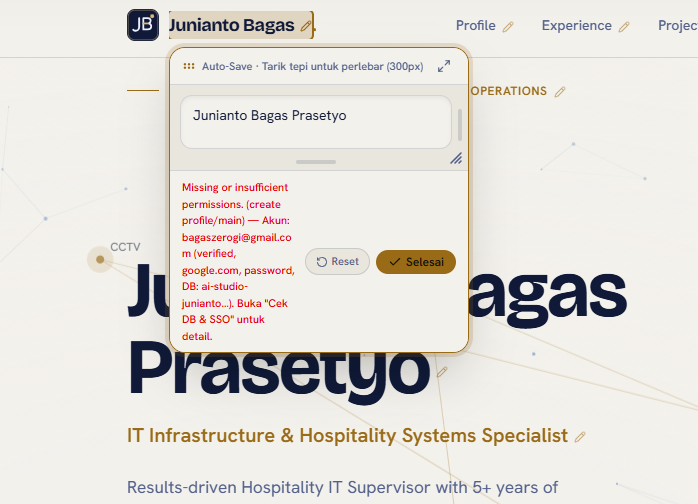 JB Junianto Bagas
Profile Experience Projec
Auto-Save · Tarik tepi untuk perlebar (300px)
OPERATIONS
Junianto Bagas Prasetyo
Missing or insufficient
permissions. (create
profile/main) — Akun:
bagaszerogi@gmail.co
m (verified,
google.com, password,
DB: ai-studio-
junianto...). Buka "Cek
DB & SSO" untuk
detail.
Reset Selesai
CCTV
Ju agas
Prasetyo
IT Infrastructure & Hospitality Systems Specialist
Results-driven Hospitality IT Supervisor with 5+ years of